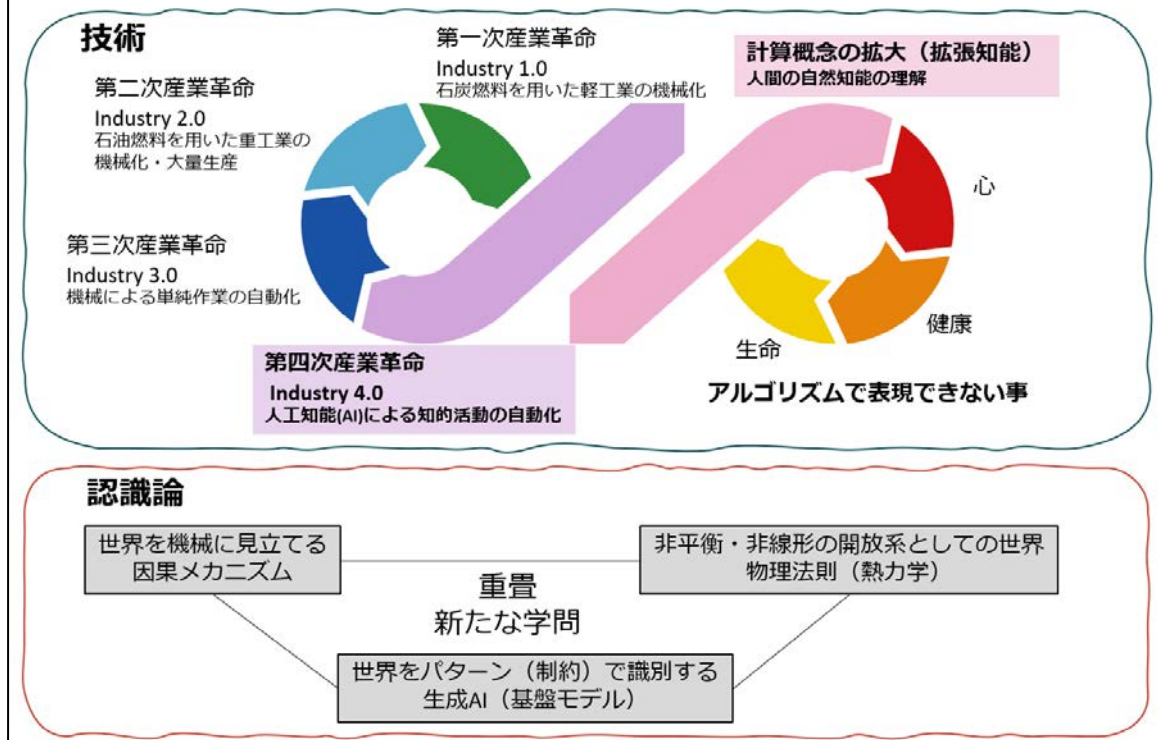 技術
第一次産業革命
Industry 1.0
石炭燃料を用いた軽工業の機械化
第二次産業革命
Industry 2.0
石油燃料を用いた重工業の
機械化・大量生産
第三次産業革命
Industry 3.0
機械による単純作業の自動化
第四次産業革命
Industry 4.0
人工知能(AI)による知的活動の自動化
計算概念の拡大（拡張知能）
人間の自然知能の理解
心
健康
生命
アルゴリズムで表現できない事
認識論
世界を機械に見立てる
因果メカニズム
非平衡・非線形の開放系としての世界
物理法則（熱力学）
重畳
新たな学問
世界をパターン（制約）で識別する
生成AI（基盤モデル）